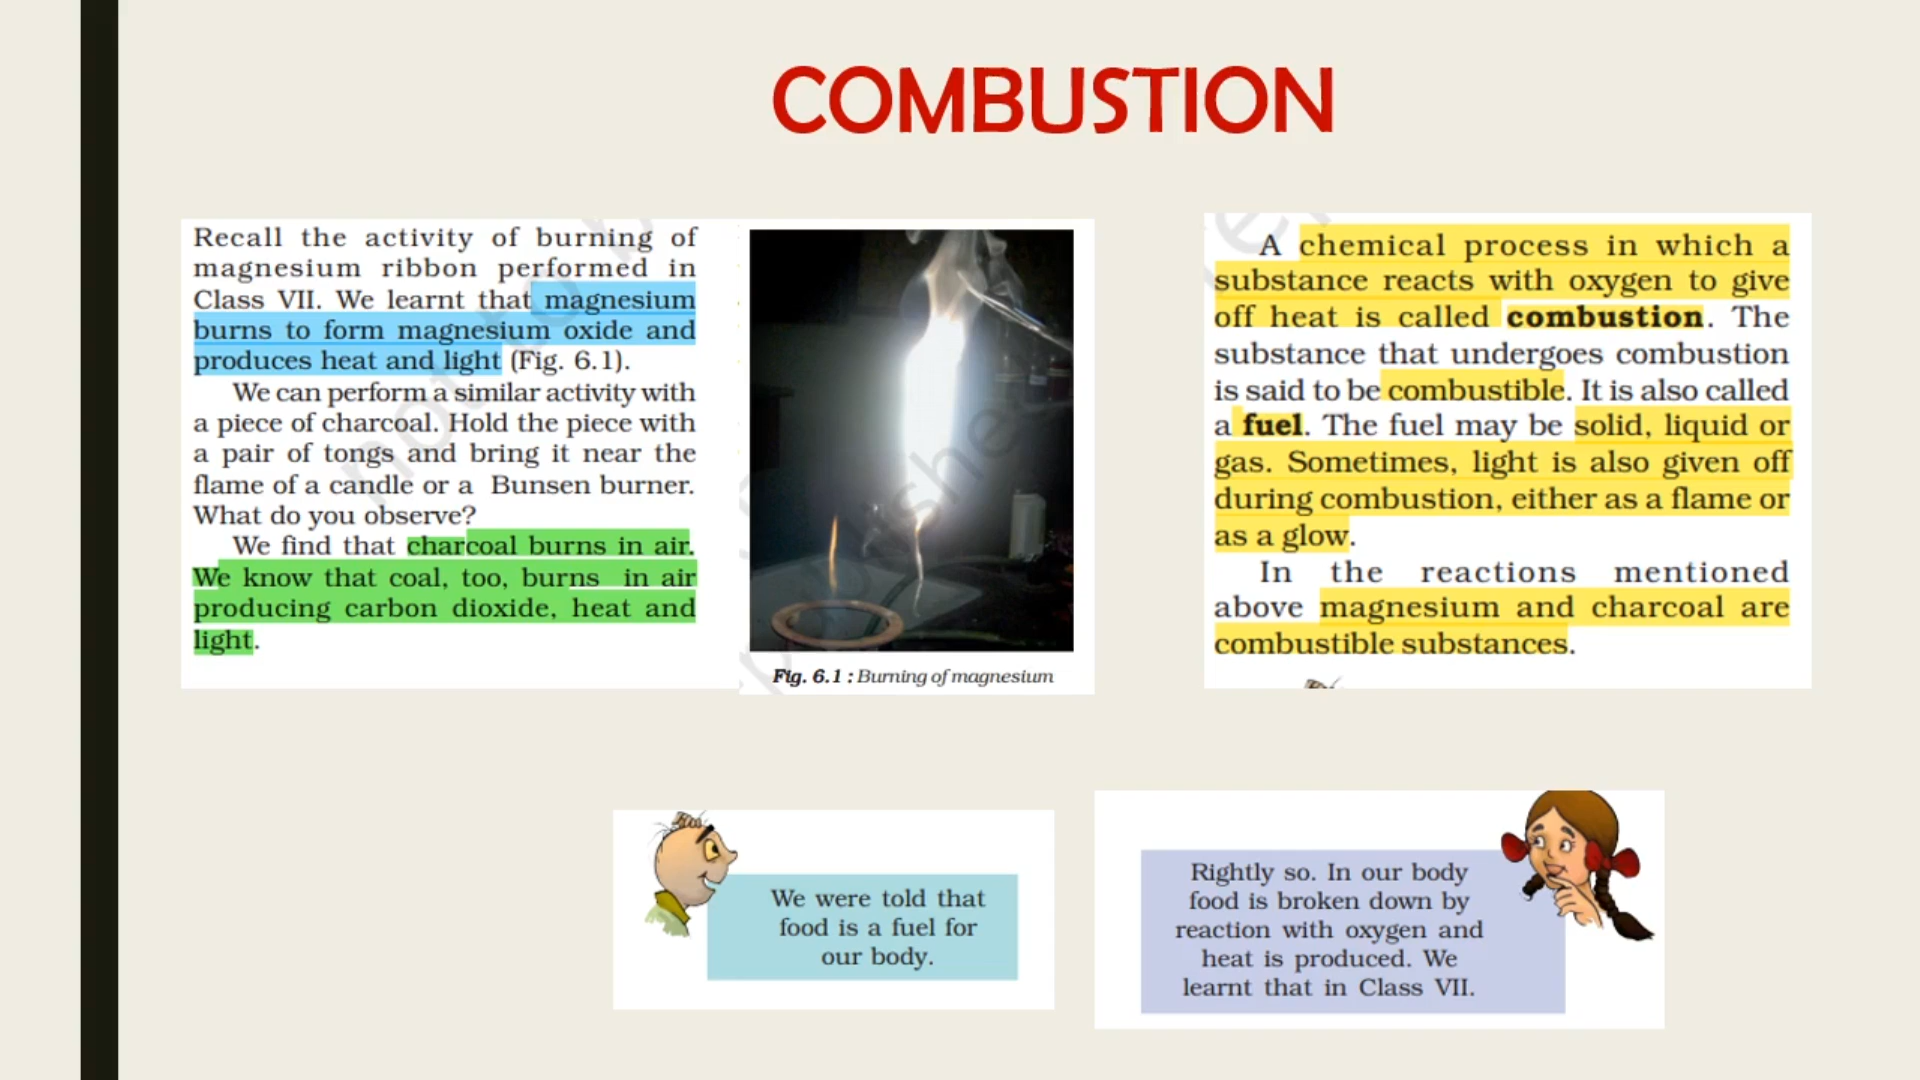 COMBUSTION
Recall the activity of burning of
magnesium ribbon performed in
Class VII. We learnt that magnesium
burns to form magnesium oxide and
produces heat and light (Fig. 6.1).
We can perform a similar activity with
a piece of charcoal. Hold the piece with
a pair of tongs and bring it near the
flame of a candle or a Bunsen burner.
What do you observe?
We find that charcoal burns in air.
We know that coal, too, burns in air
producing carbon dioxide, heat and
light.
Fig. 6.1 : Burning of magnesium
A chemical process in which a
substance reacts with oxygen to give
off heat is called combustion. The
substance that undergoes combustion
is said to be combustible. It is also called
a fuel. The fuel may be solid, liquid or
gas. Sometimes, light is also given off
during combustion, either as a flame or
as a glow.
In the reactions mentioned
above magnesium and charcoal are
combustible substances.
We were told that
food is a fuel for
our body.
Rightly so. In our body
food is broken down by
reaction with oxygen and
heat is produced. We
learnt that in Class VII.